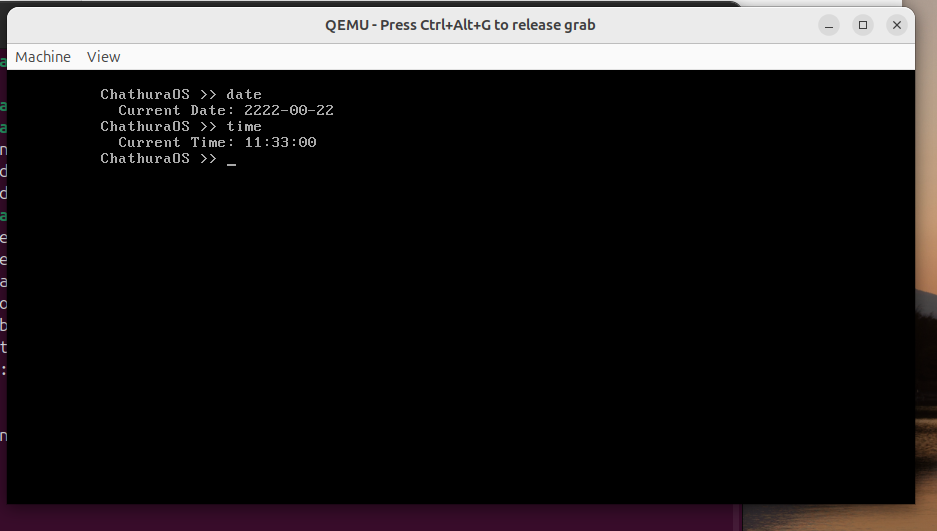 QEMU - Press Ctrl+Alt+G to release grab
Machine View
ChathuraOS >> date
Current Date: 2222-00-22
ChathuraOS >> time
Current Time: 11:33:00
ChathuraOS >> _